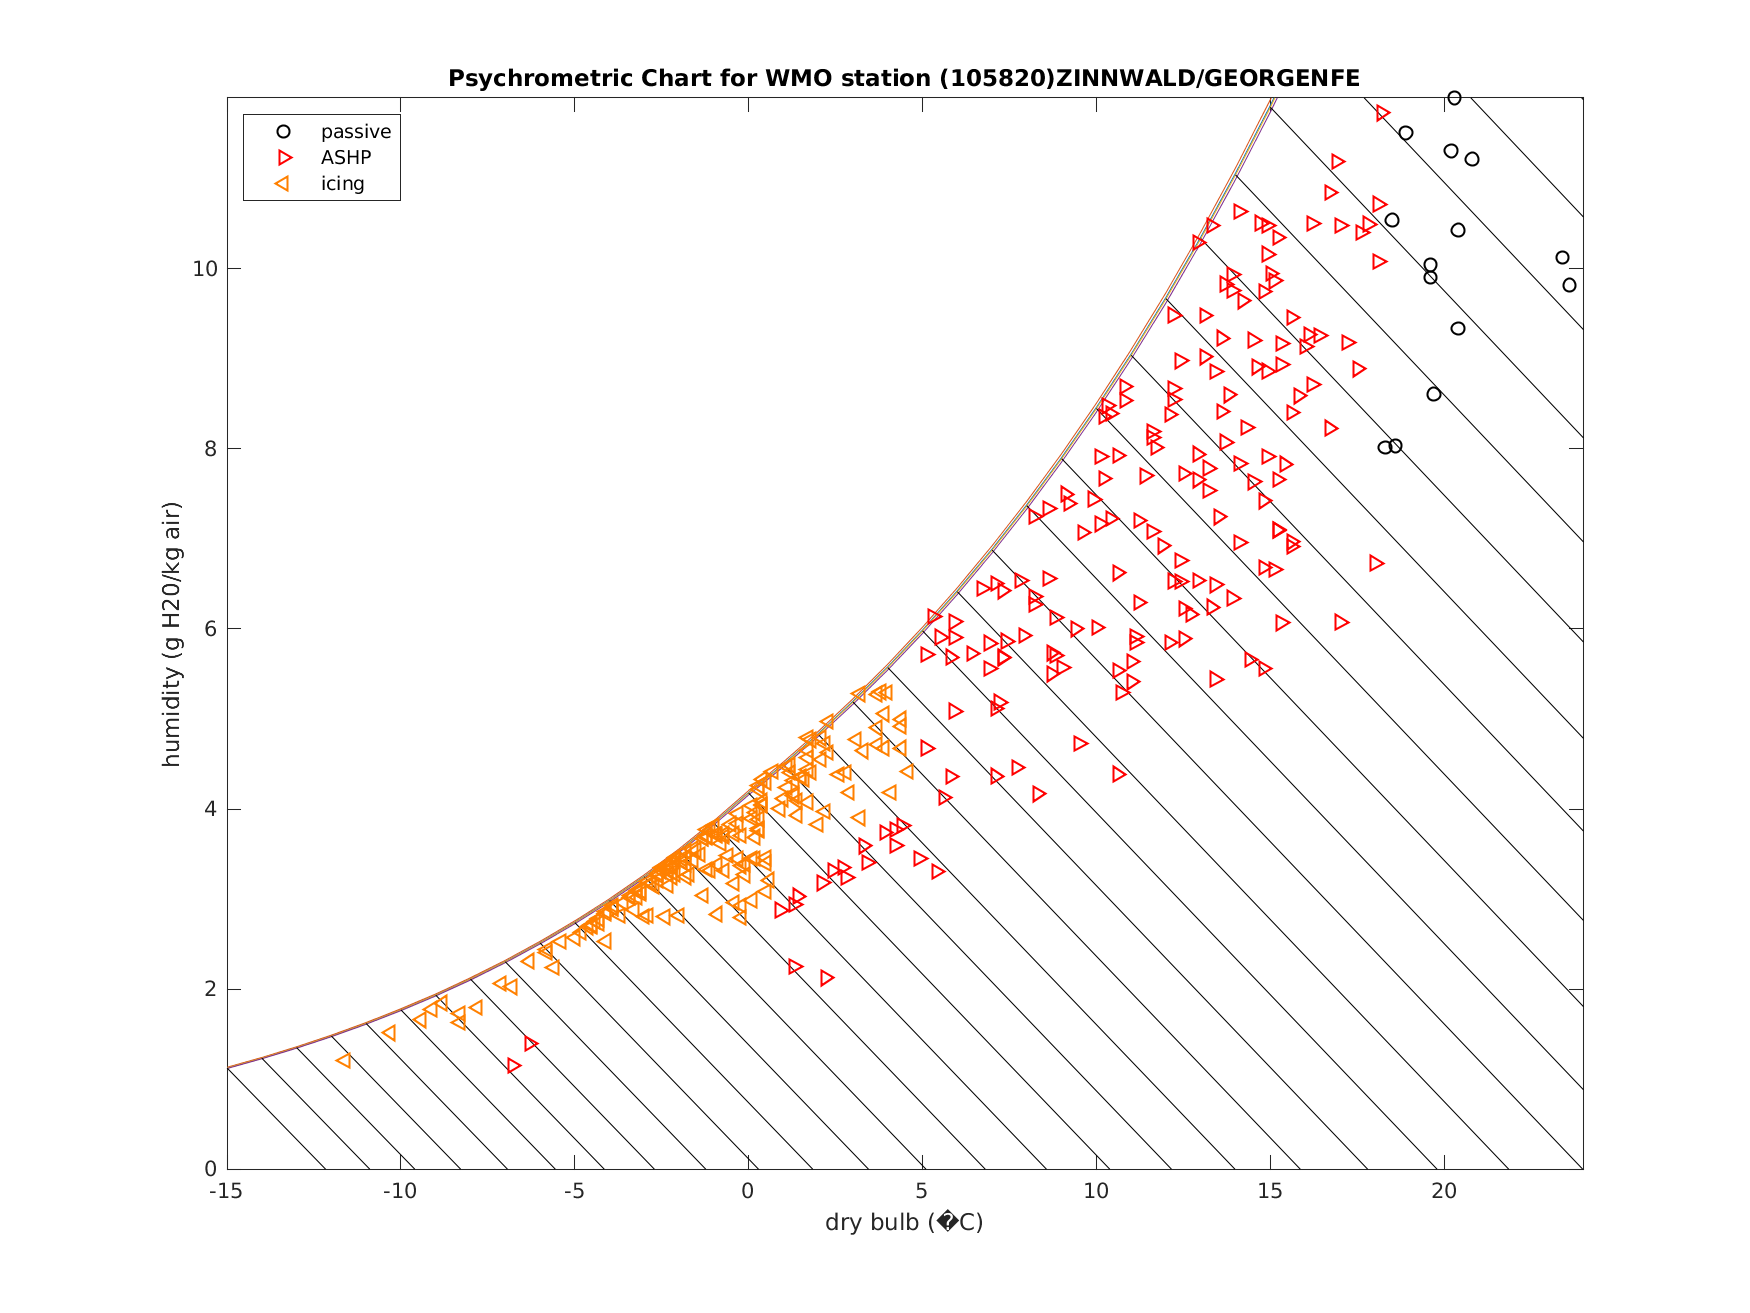 Psychrometric Chart for WMO station (105820)ZINNWALD/GEORGENFE
passive
ASHP
icing
humidity (g H20/kg air)
10
8
6
4
2
0
-15 -10 -5 0 5 10 15 20
dry bulb (�C)